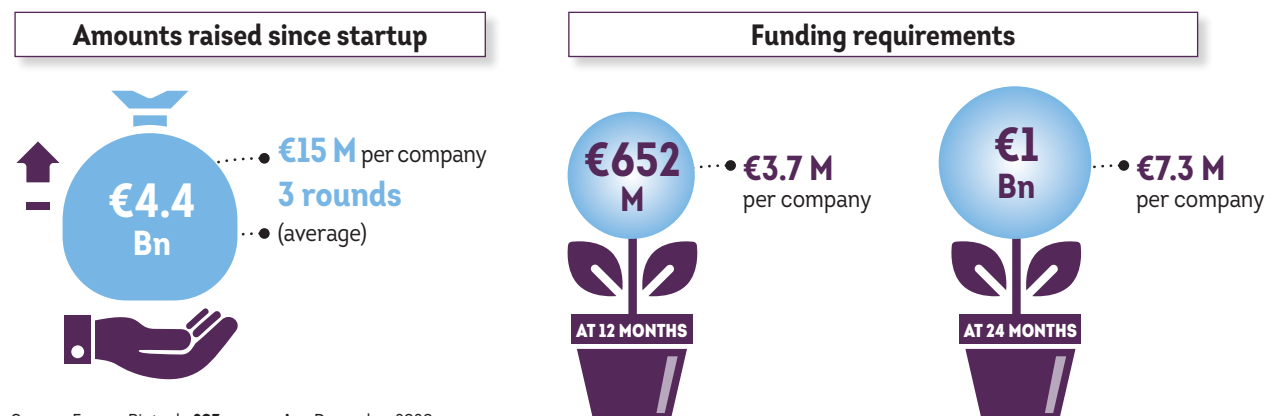 Amounts raised since startup
€4.4
Bn
€15 M per company
3 rounds
(average)
Funding requirements
€652
M
€3.7 M
per company
AT 12 MONTHS
€1
Bn
€7.3 M
per company
AT 24 MONTHS